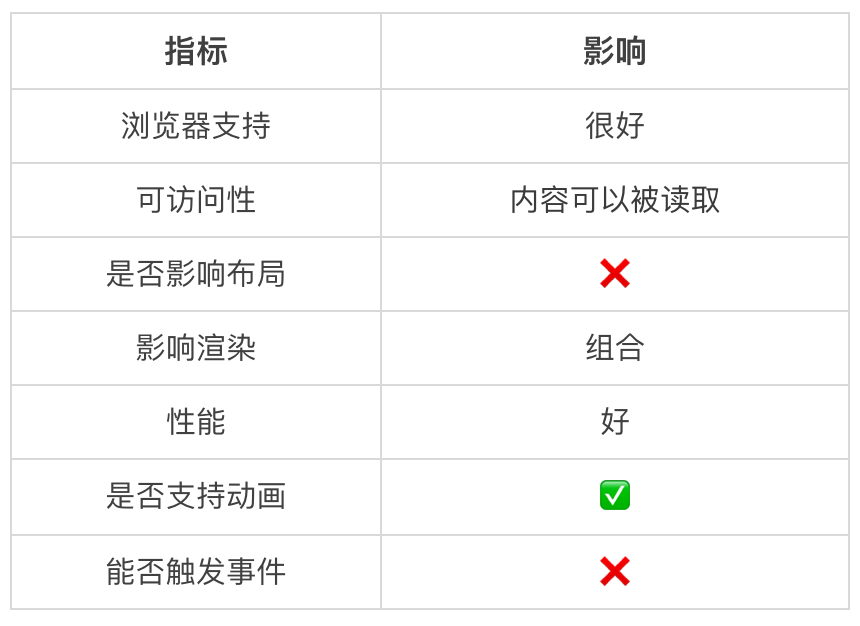 指标 影响
浏览器支持 很好
可访问性 内容可以被读取
是否影响布局 ❌
影响渲染 组合
性能 好
是否支持动画 ✅
能否触发事件 ❌